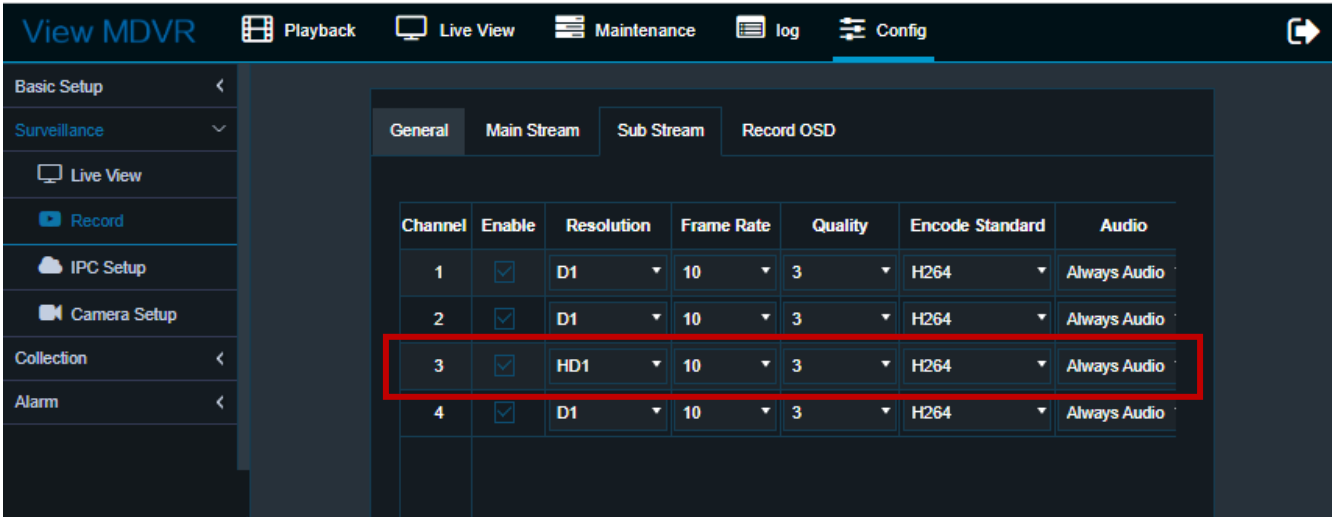 View MDVR Playback Live View Maintenance log Config
Basic Setup
Surveillance
Live View
Record
IPC Setup
Camera Setup
Collection
Alarm
General Main Stream Sub Stream Record OSD
Channel Enable Resolution Frame Rate Quality Encode Standard Audio
1 D1 10 3 H264 Always Audio
2 D1 10 3 H264 Always Audio
3 HD1 10 3 H264 Always Audio
4 D1 10 3 H264 Always Audio